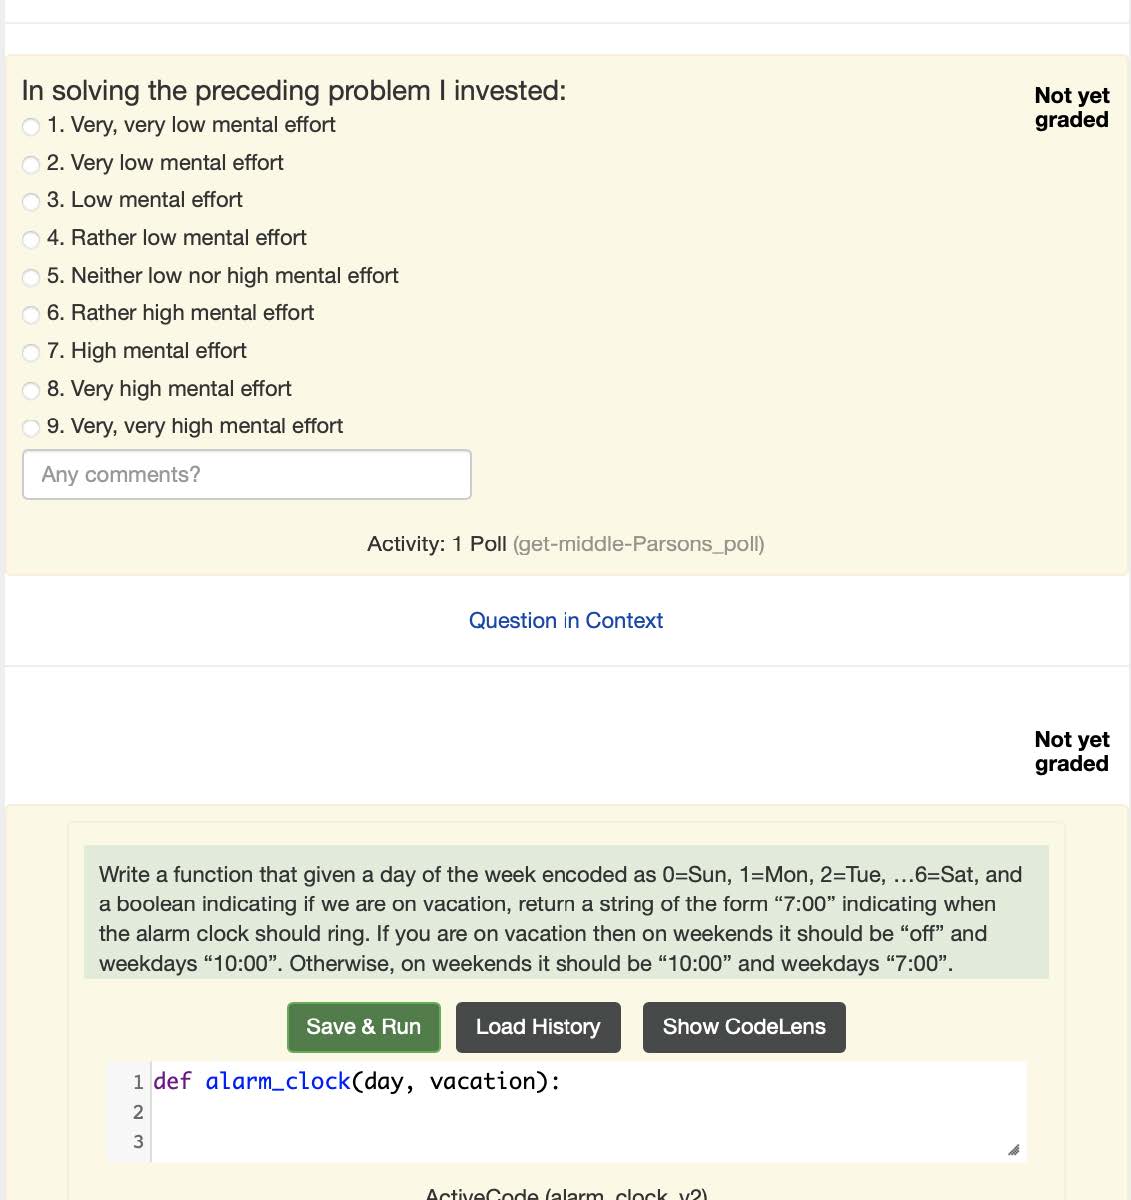 In solving the preceding problem I invested:
Not yet
graded
1. Very, very low mental effort
2. Very low mental effort
3. Low mental effort
4. Rather low mental effort
5. Neither low nor high mental effort
6. Rather high mental effort
7. High mental effort
8. Very high mental effort
9. Very, very high mental effort
Any comments?
Activity: 1 Poll (get-middle-Parsons_poll)
Question in Context
Not yet
graded
Write a function that given a day of the week encoded as 0=Sun, 1=Mon, 2=Tue, …6=Sat, and
a boolean indicating if we are on vacation, return a string of the form “7:00” indicating when
the alarm clock should ring. If you are on vacation then on weekends it should be “off” and
weekdays “10:00”. Otherwise, on weekends it should be “10:00” and weekdays “7:00”.
Save & Run Load History Show CodeLens
1 def alarm_clock(day, vacation):
2
3
ActiveCode (alarm_clock_v2)